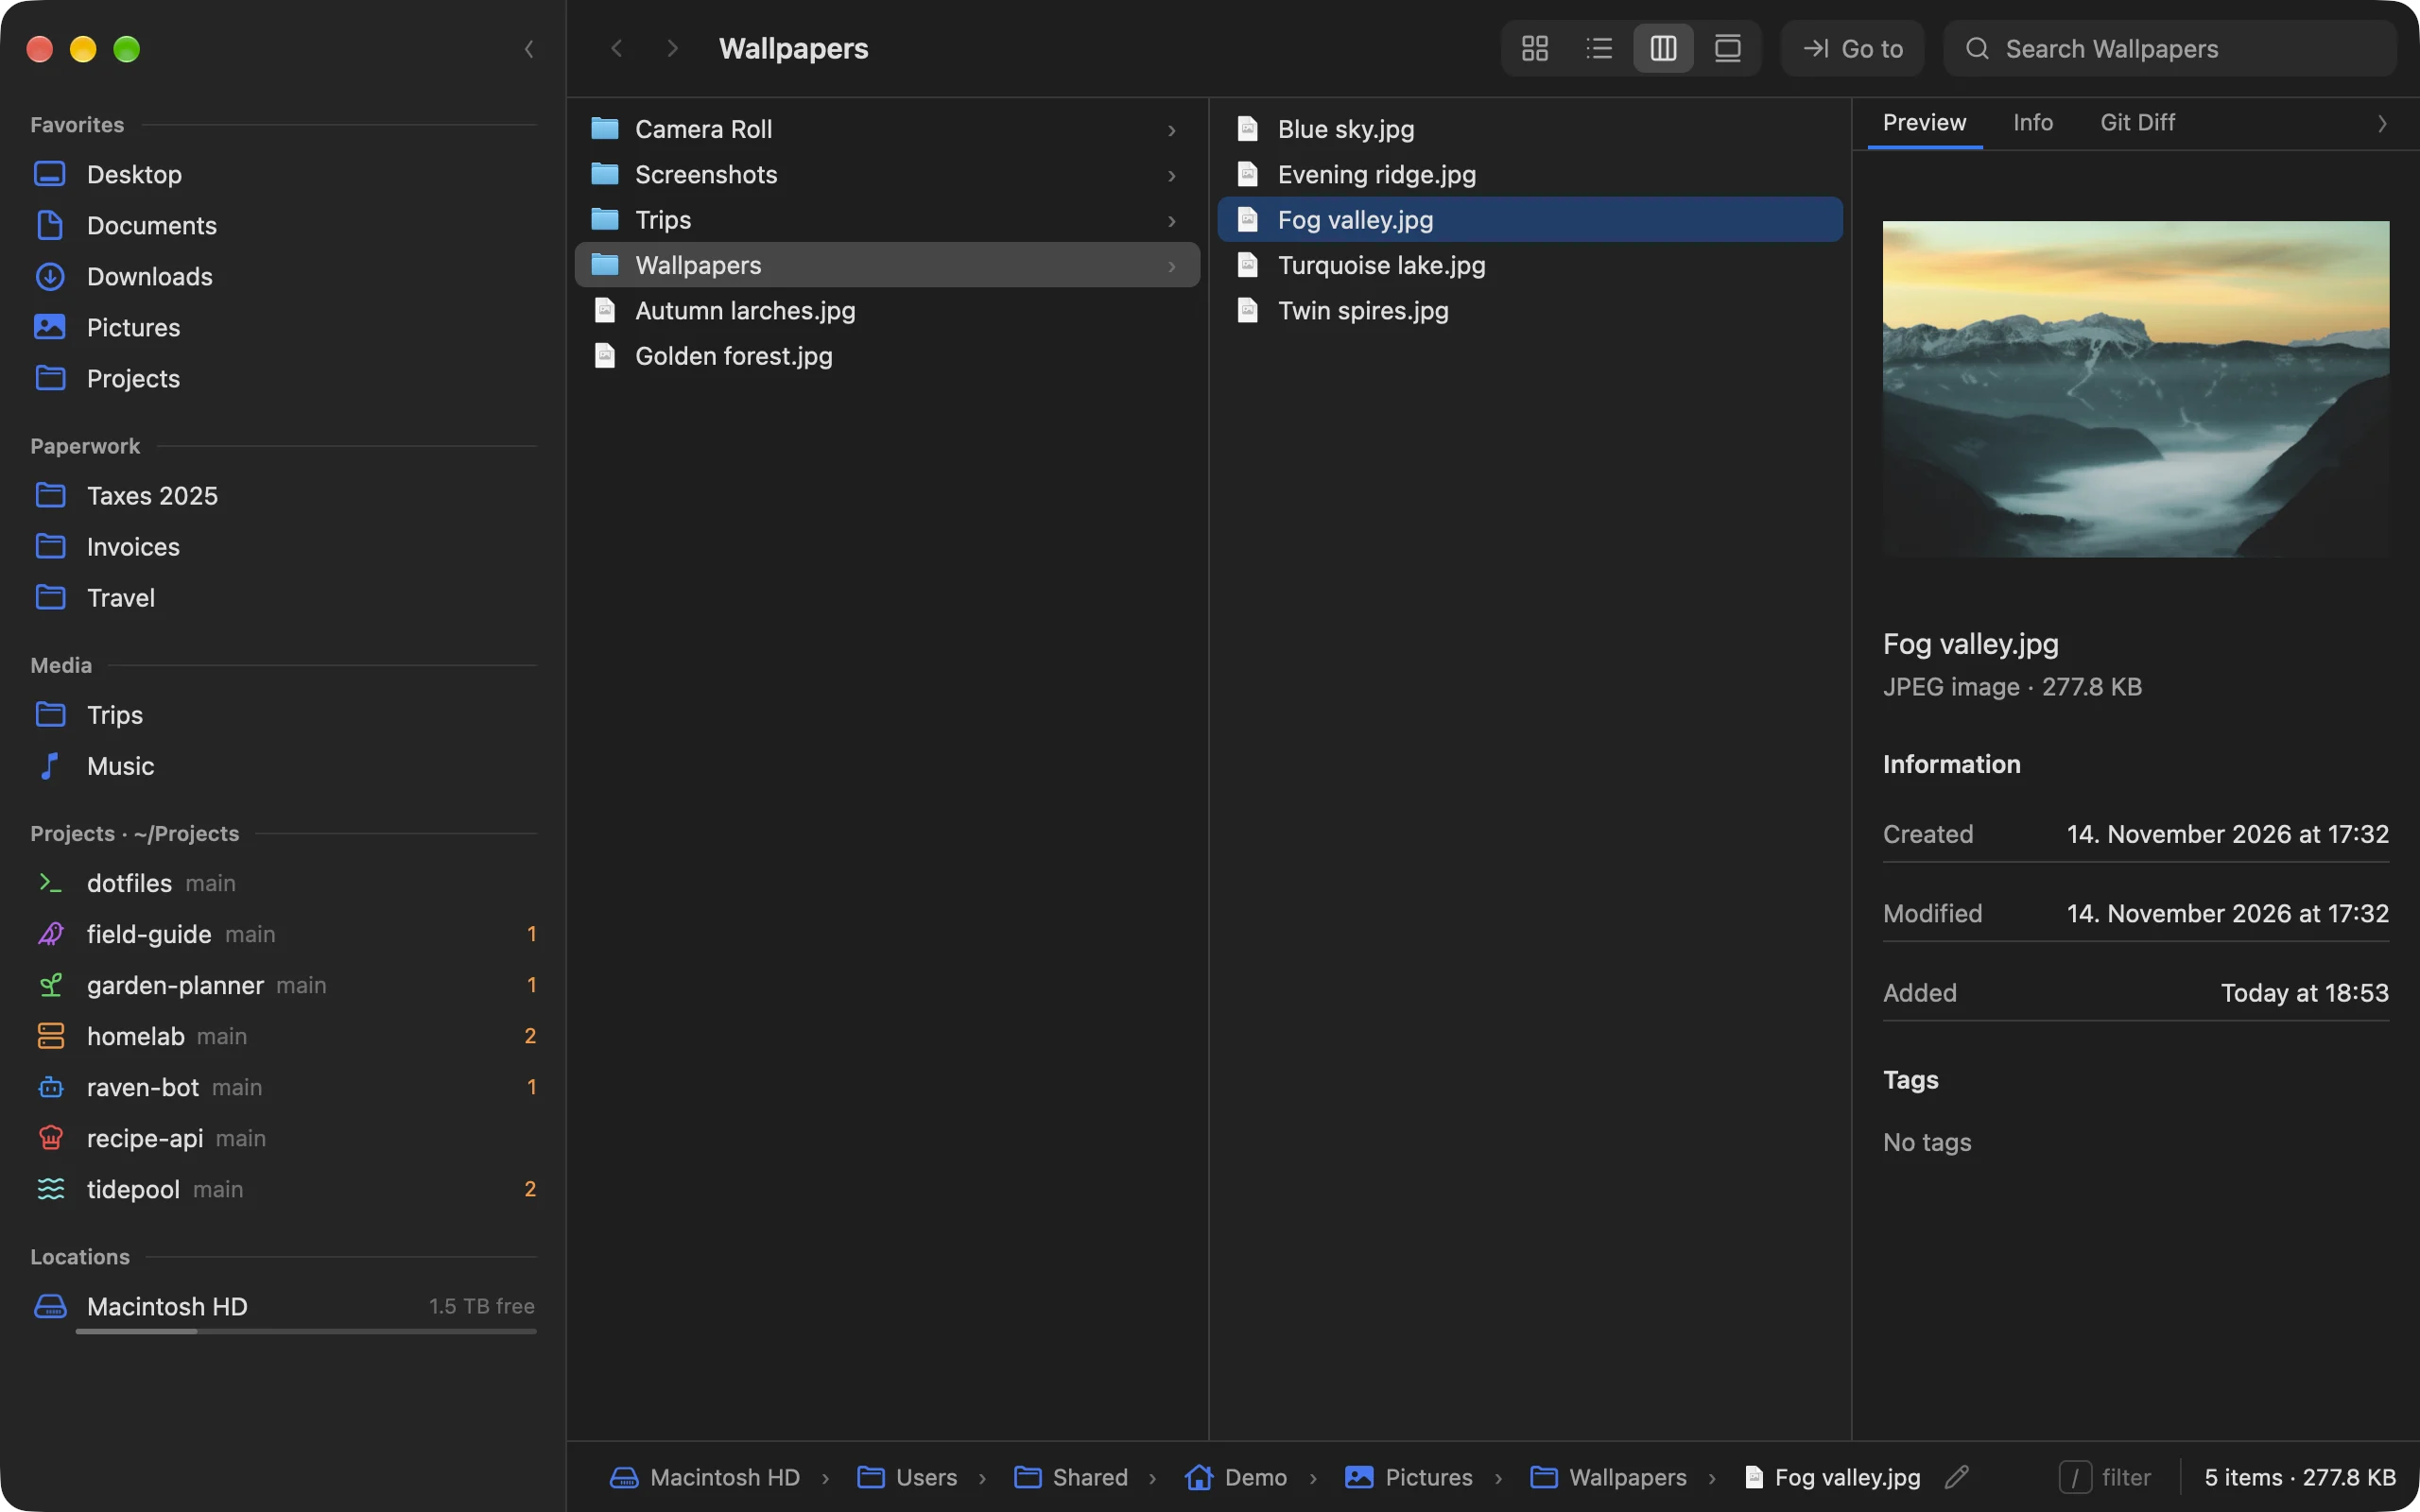 Favorites
Desktop
Documents
Downloads
Pictures
Projects
Paperwork
Taxes 2025
Invoices
Travel
Media
Trips
Music
Projects · ~/Projects
dotfiles main
field-guide main 1
garden-planner main 1
homelab main 2
raven-bot main 1
recipe-api main
tidepool main 2
Locations
Macintosh HD 1.5 TB free
Wallpapers
Go to
Search Wallpapers
Camera Roll
Screenshots
Trips
Wallpapers
Autumn larches.jpg
Golden forest.jpg
Blue sky.jpg
Evening ridge.jpg
Fog valley.jpg
Turquoise lake.jpg
Twin spires.jpg
Preview Info Git Diff
Fog valley.jpg
JPEG image · 277.8 KB
Information
Created 14. November 2026 at 17:32
Modified 14. November 2026 at 17:32
Added Today at 18:53
Tags
No tags
Macintosh HD › Users › Shared › Demo › Pictures › Wallpapers › Fog valley.jpg
/ filter
5 items · 277.8 KB